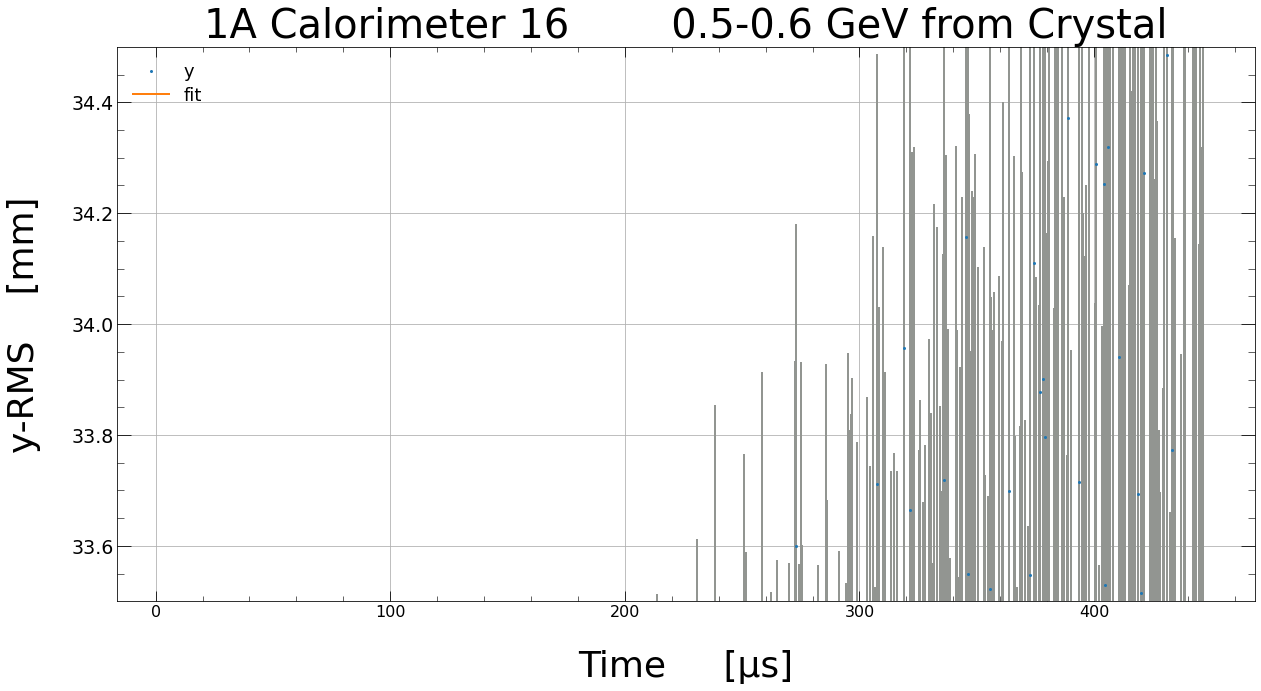 1A Calorimeter 16 0.5-0.6 GeV from Crystal
y
fit
34.4
34.2
34.0
33.8
33.6
y-RMS [mm]
0 100 200 300 400
Time [μs]